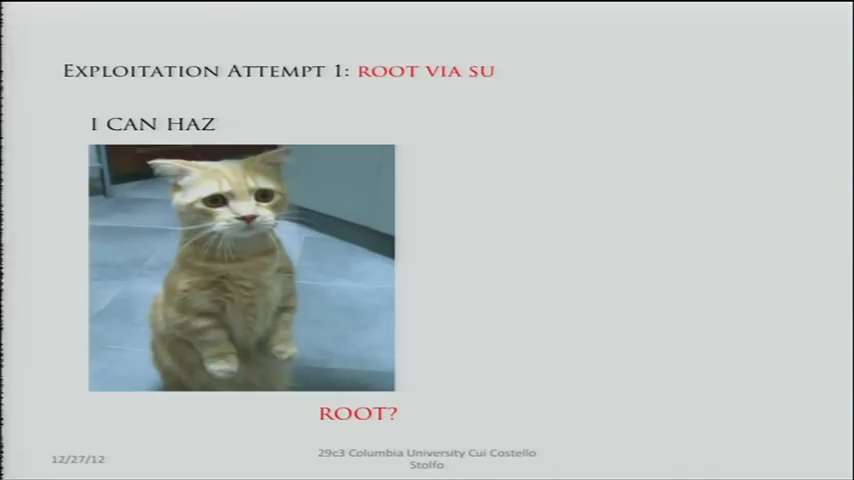 EXPLOITATION ATTEMPT 1: ROOT VIA SU
I CAN HAZ
ROOT?
12/27/12
29c3 Columbia University Cui Costello
Stolfo